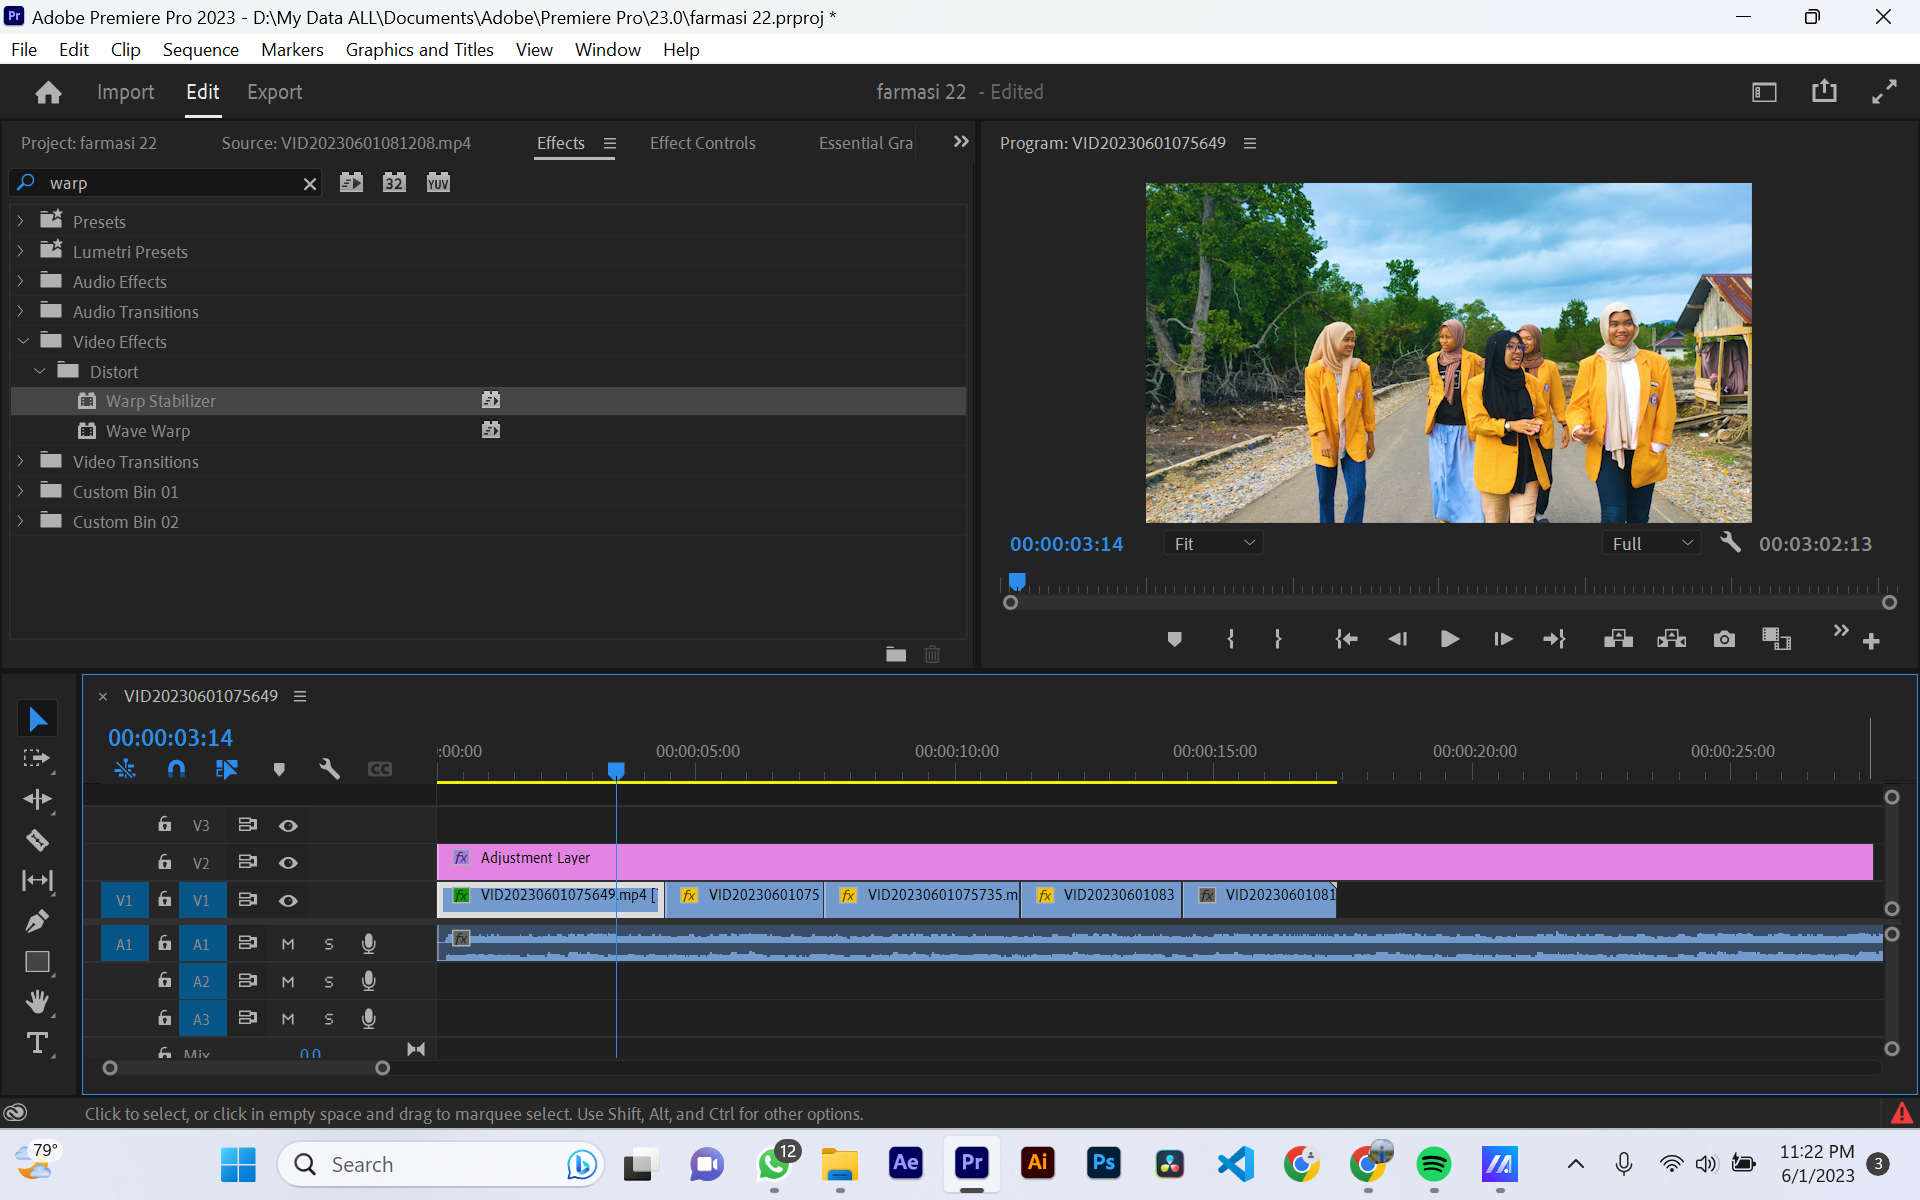 Pr Adobe Premiere Pro 2023 - D:\My Data ALL\Documents\Adobe\Premiere Pro\23.0\farmasi 22.prproj *
File Edit Clip Sequence Markers Graphics and Titles View Window Help
Import Edit Export farmasi 22 - Edited
Project: farmasi 22 Source: VID20230601081208.mp4 Effects Effect Controls Essential Gra
Program: VID20230601075649
warp 32 YUV
Presets
Lumetri Presets
Audio Effects
Audio Transitions
Video Effects
Distort
Warp Stabilizer
Wave Warp
Video Transitions
Custom Bin 01
Custom Bin 02
00:00:03:14 Fit Full 00:03:02:13
VID20230601075649
00:00:03:14
:00:00 00:00:05:00 00:00:10:00 00:00:15:00 00:00:20:00 00:00:25:00
CC
V3
V2 fx Adjustment Layer
V1 V1 fx VID20230601075649.mp4 [ fx VID20230601075 fx VID20230601075735.m fx VID20230601083 fx VID20230601081
A1 A1 M S fx
A2 M S
A3 M S
Mix 0.0
T
Click to select, or click in empty space and drag to marquee select. Use Shift, Alt, and Ctrl for other options.
79° Search 12 Ae Pr Ai Ps 11:22 PM
6/1/2023 3